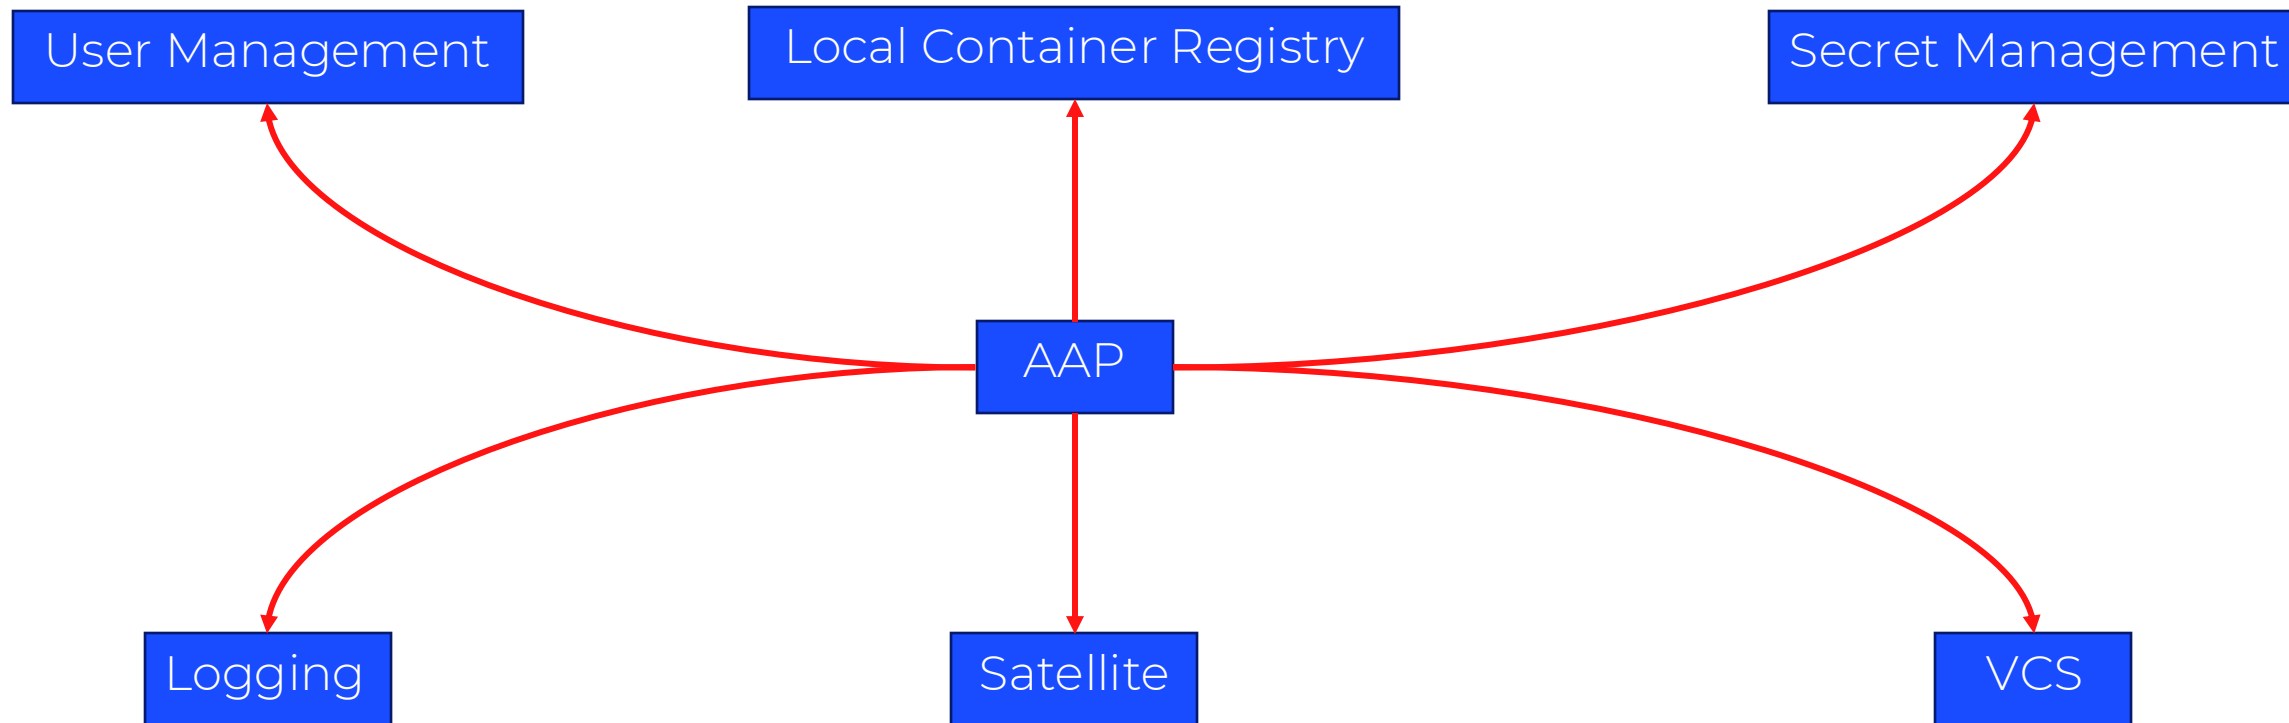 User Management
Local Container Registry
Secret Management
AAP
Logging
Satellite
VCS